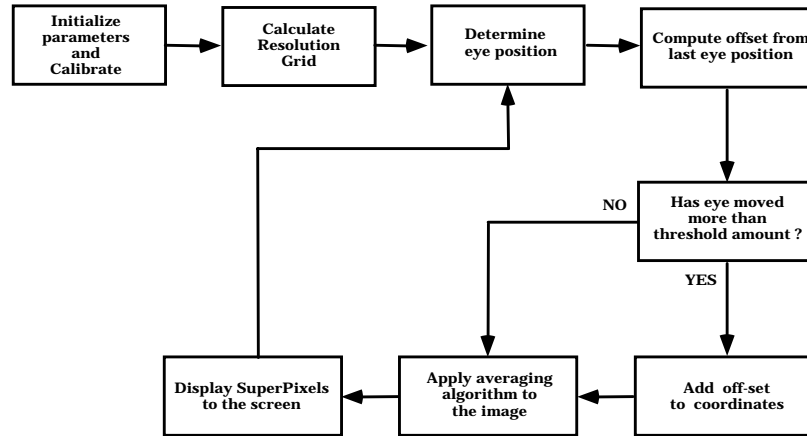 Initialize
parameters
and
Calibrate
Calculate
Resolution
Grid
Determine
eye position
Compute offset from
last eye position
Has eye moved
more than
threshold amount ?
NO
YES
Display SuperPixels
to the screen
Apply averaging
algorithm to
the image
Add off-set
to coordinates